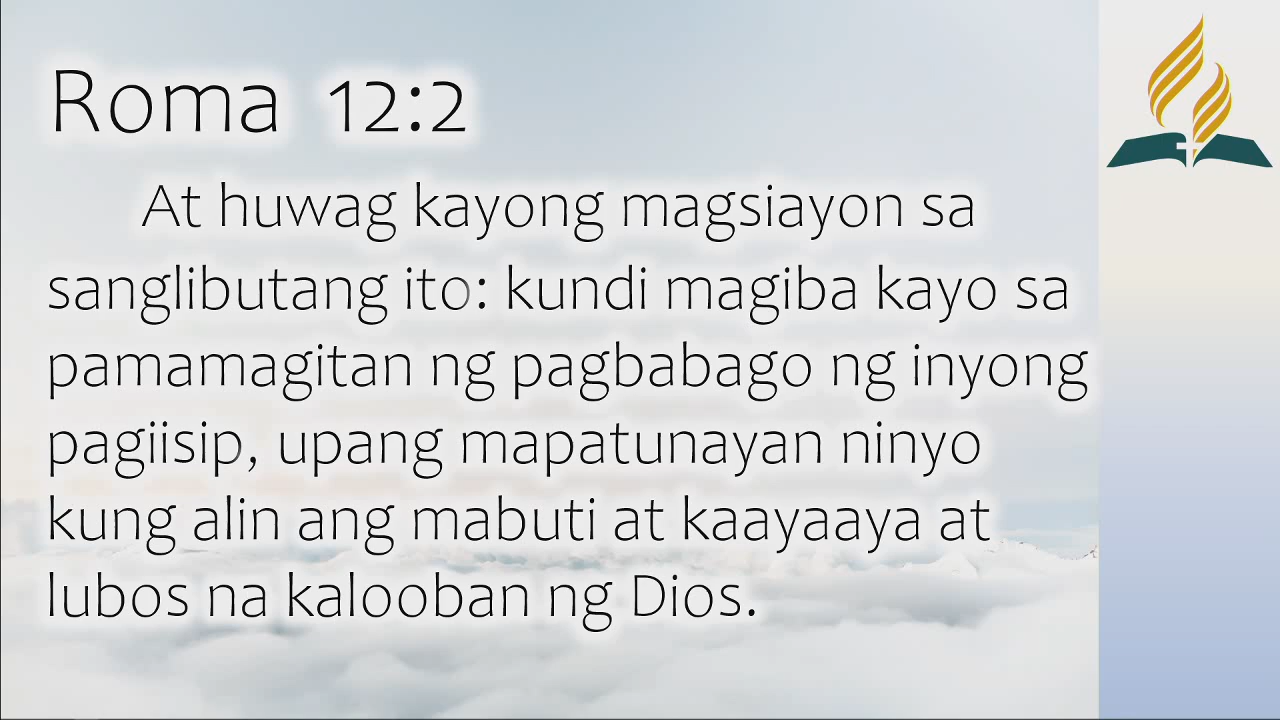 Roma 12:2
At huwag kayong magsiayon sa
sanglibutang ito: kundi magiba kayo sa
pamamagitan ng pagbabago ng inyong
pagiisip, upang mapatunayan ninyo
kung alin ang mabuti at kaayaaya at
lubos na kalooban ng Dios.